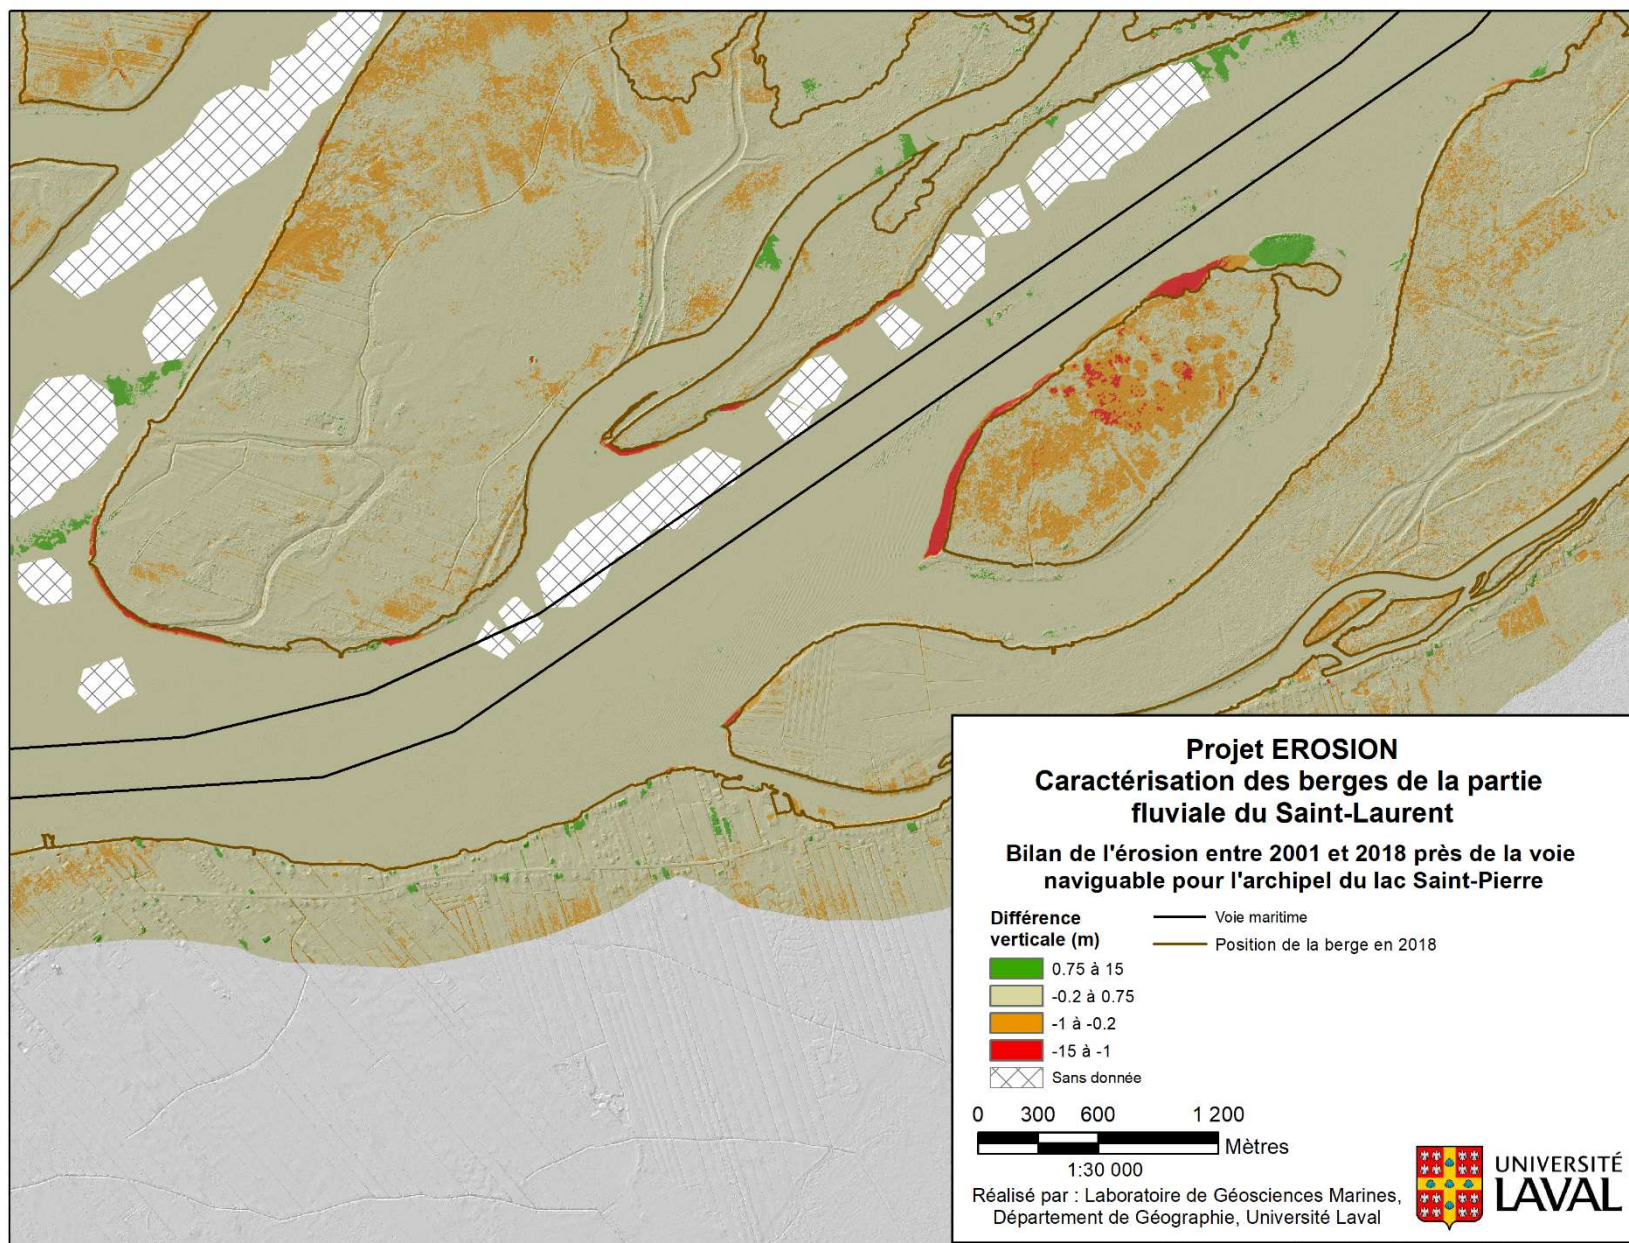 Projet EROSION
Caractérisation des berges de la partie
fluviale du Saint-Laurent
Bilan de l'érosion entre 2001 et 2018 près de la voie
naviguable pour l'archipel du lac Saint-Pierre
Différence
verticale (m)
0.75 à 15
-0.2 à 0.75
-1 à -0.2
-15 à -1
Sans donnée
Voie maritime
Position de la berge en 2018
0 300 600 1 200
Mètres
1:30 000
Réalisé par : Laboratoire de Géosciences Marines,
Département de Géographie, Université Laval
UNIVERSITÉ
LAVAL